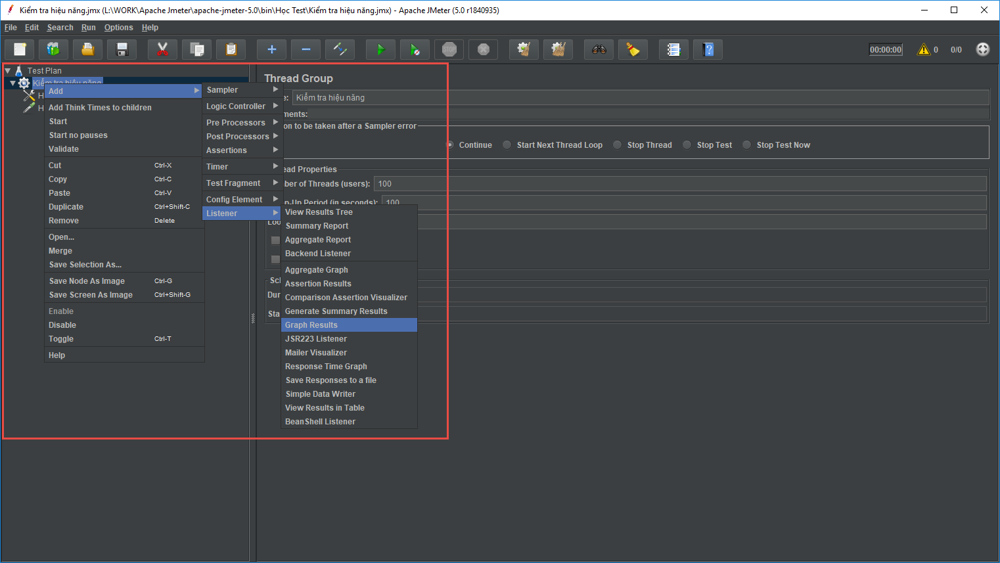 Kiểm tra hiệu năng.jmx (L:\WORK\Apache Jmeter\apache-jmeter-5.0\bin\Học Test\Kiểm tra hiệu năng.jmx) - Apache JMeter (5.0 r1840935)
File Edit Search Run Options Help
STOP
00:00:00 0 0/0
Test Plan
Kiểm tra hiệu năng
H
H
Add
Add Think Times to children
Start
Start no pauses
Validate
Cut Ctrl-X
Copy Ctrl-C
Paste Ctrl-V
Duplicate Ctrl+Shift-C
Remove Delete
Open...
Merge
Save Selection As...
Save Node As Image Ctrl-G
Save Screen As Image Ctrl+Shift-G
Enable
Disable
Toggle Ctrl-T
Help
Sampler
Logic Controller
Pre Processors
Post Processors
Assertions
Timer
Test Fragment
Config Element
Listener
View Results Tree
Summary Report
Aggregate Report
Backend Listener
Aggregate Graph
Assertion Results
Comparison Assertion Visualizer
Generate Summary Results
Graph Results
JSR223 Listener
Mailer Visualizer
Response Time Graph
Save Responses to a file
Simple Data Writer
View Results in Table
BeanShell Listener
Thread Group
e: Kiểm tra hiệu năng
ments:
on to be taken after a Sampler error
Continue Start Next Thread Loop Stop Thread Stop Test Stop Test Now
ead Properties
ber of Threads (users): 100
p-Up Period (in seconds): 100
Loo
Sch
Dur
Sta